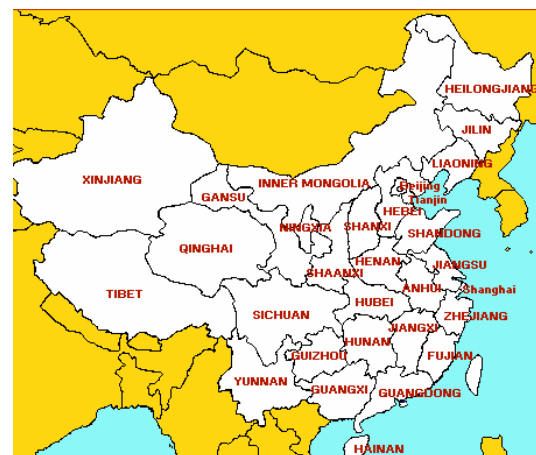 HEILONGJIANG
JILIN
LIAONING
XINJIANG
INNER MONGOLIA
Beijing
GANSU
Tianjin
HEBEI
NINGXIA
SHANXI
SHANDONG
QINGHAI
HENAN
JIANGSU
SHAANXI
TIBET
ANHUI
Shanghai
HUBEI
SICHUAN
ZHEJIANG
JIANGXI
HUNAN
GUIZHOU
FUJIAN
YUNNAN
GUANGXI
GUANGDONG
HAINAN